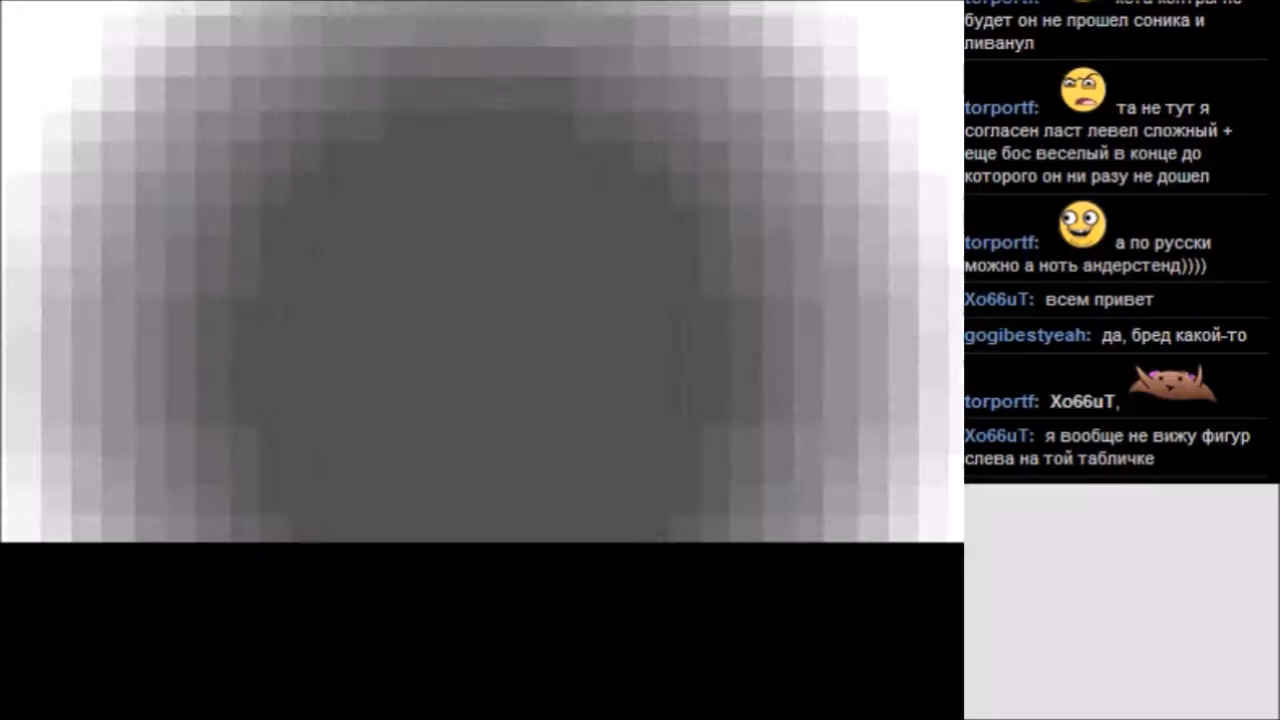 будет он не прошел соника и
ливанул
torportf: та не тут я
согласен ласт левел сложный +
еще бос веселый в конце до
которого он ни разу не дошел
torportf: а по русски
можно а ноть андерстенд))))
Xo66uT: всем привет
gogibestyeah: да, бред какой-то
torportf: Xo66uT,
Xo66uT: я вообще не вижу фигур
слева на той табличке